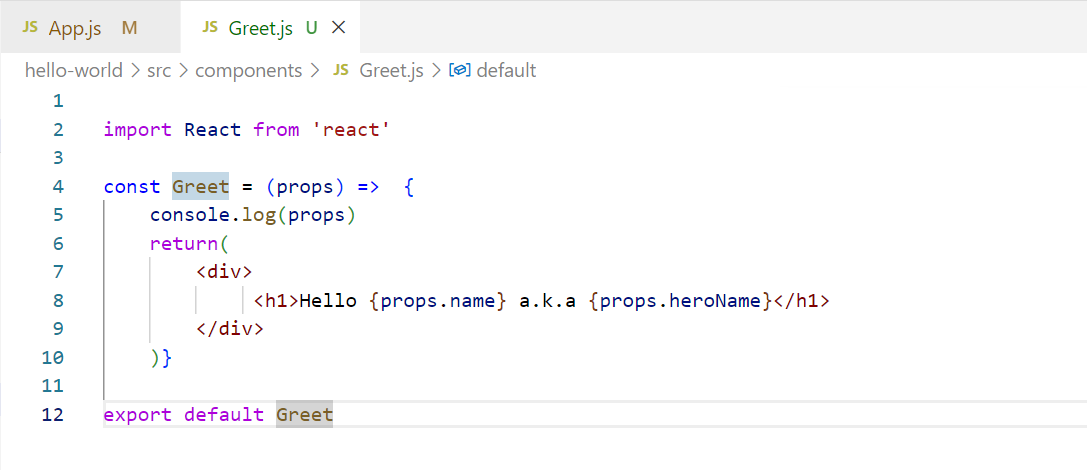 JS App.js M JS Greet.js U
hello-world > src > components > JS Greet.js > default
1
2 import React from 'react'
3
4 const Greet = (props) =>  {
5 console.log(props)
6 return(
7 <div>
8 <h1>Hello {props.name} a.k.a {props.heroName}</h1>
9 </div>
10 )}
11
12 export default Greet